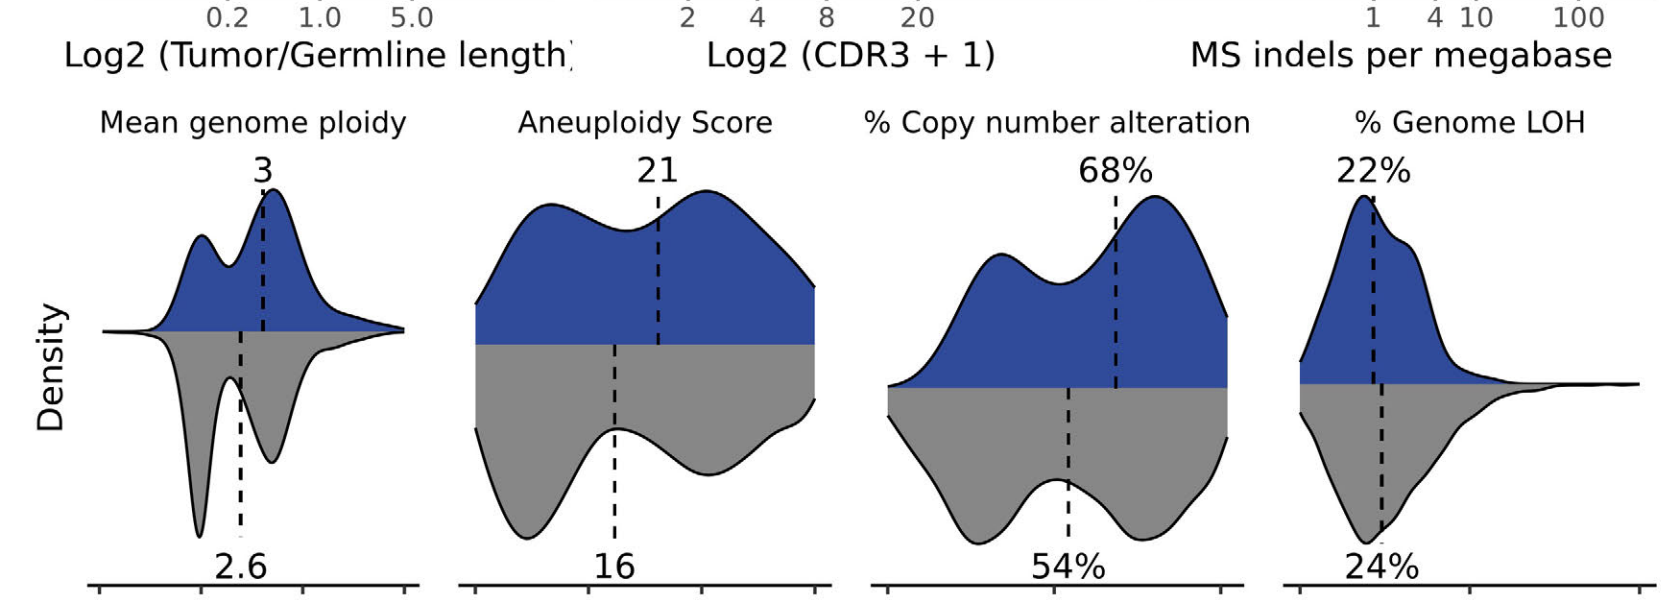 0.2 1.0 5.0 2 4 8 20 1 4 10 100
Log2 (Tumor/Germline length) Log2 (CDR3 + 1) MS indels per megabase
Mean genome ploidy Aneuploidy Score % Copy number alteration % Genome LOH
3 21 68% 22%
Density
2.6 16 54% 24%